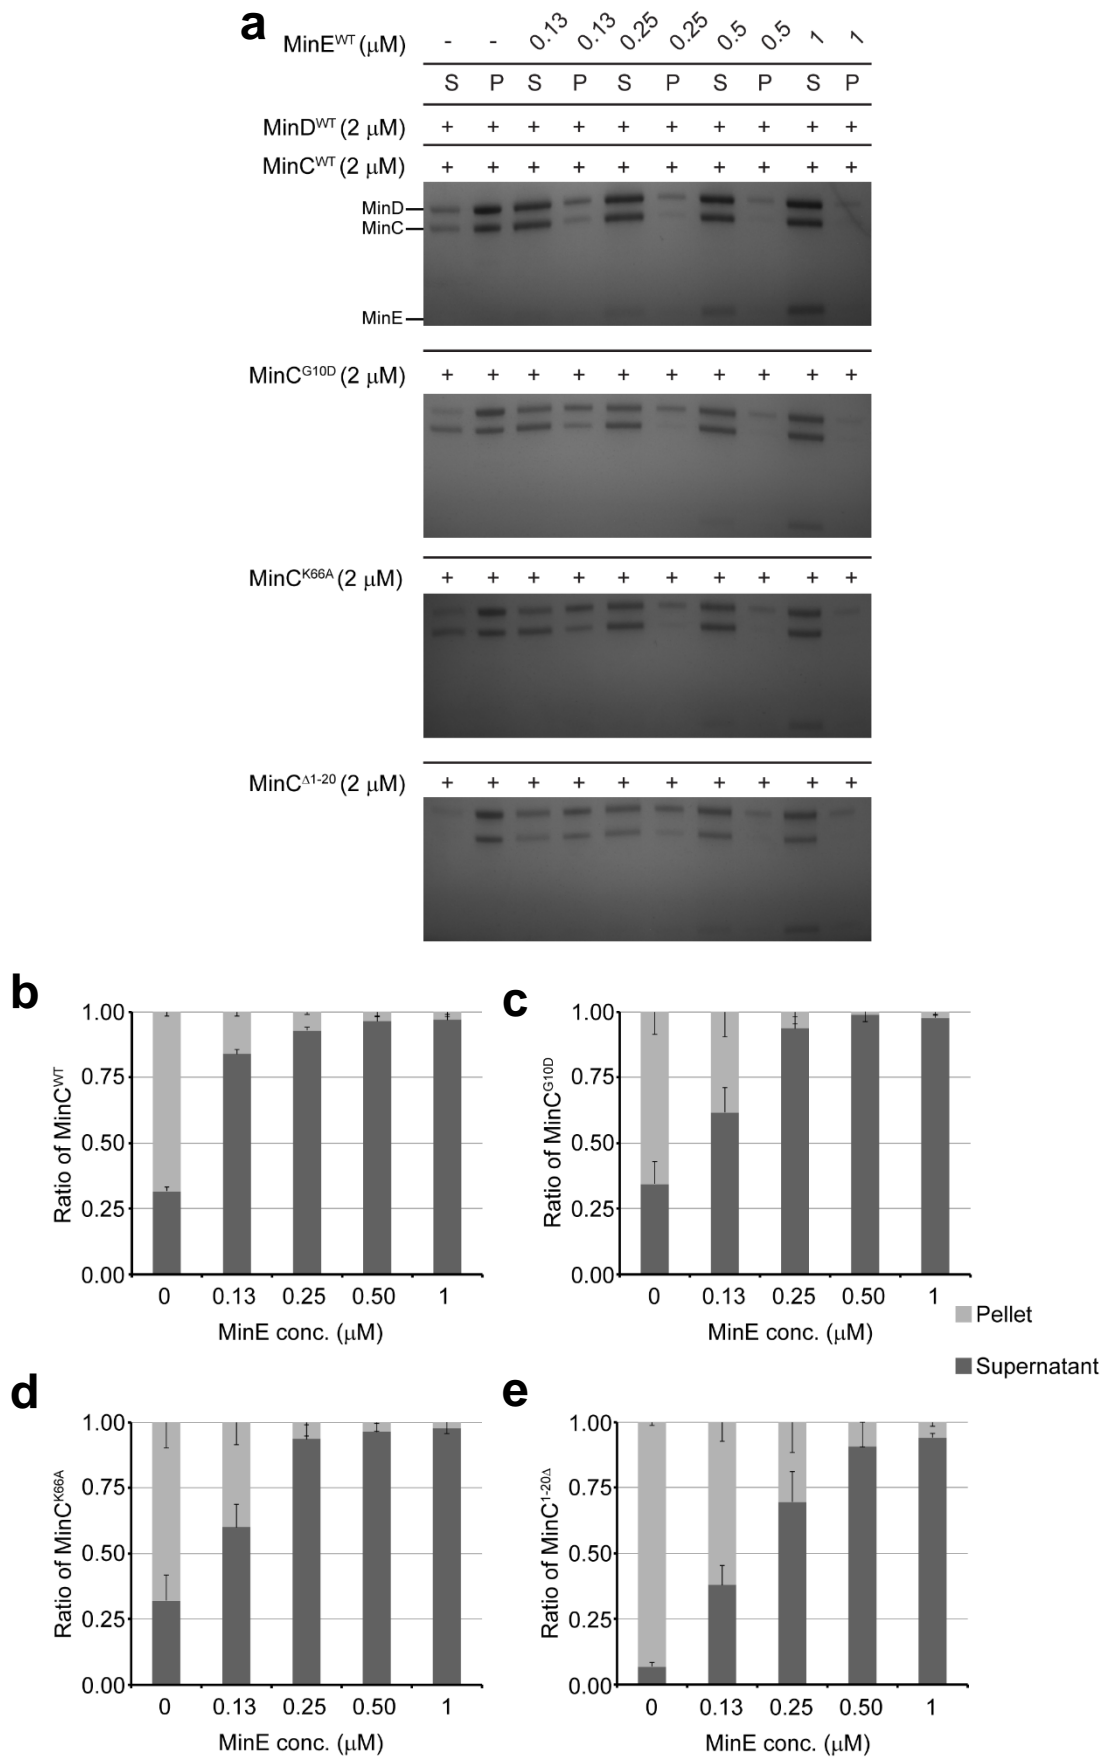 a
MinE^WT (μM) - - 0.13 0.13 0.25 0.25 0.5 0.5 1 1
S P S P S P S P S P
MinD^WT (2 μM) + + + + + + + + + +
MinC^WT (2 μM) + + + + + + + + + +
MinD
MinC
MinE
MinC^G10D (2 μM) + + + + + + + + + +
MinC^K66A (2 μM) + + + + + + + + + +
MinC^Δ1-20 (2 μM) + + + + + + + + + +
b
Ratio of MinC^WT
1.00
0.75
0.50
0.25
0.00
0 0.13 0.25 0.50 1
MinE conc. (μM)
c
Ratio of MinC^G10D
1.00
0.75
0.50
0.25
0.00
0 0.13 0.25 0.50 1
MinE conc. (μM)
Pellet
Supernatant
d
Ratio of MinC^K66A
1.00
0.75
0.50
0.25
0.00
0 0.13 0.25 0.50 1
MinE conc. (μM)
e
Ratio of MinC^1-20Δ
1.00
0.75
0.50
0.25
0.00
0 0.13 0.25 0.50 1
MinE conc. (μM)